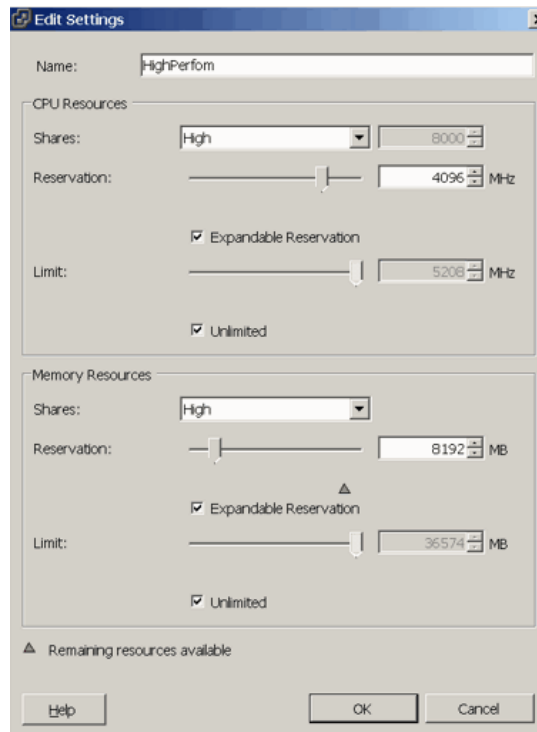 Edit Settings
Name: HighPerfom
CPU Resources
Shares: High 8000
Reservation: 4096 MHz
Expandable Reservation
Limit: 5208 MHz
Unlimited
Memory Resources
Shares: High
Reservation: 8192 MB
Expandable Reservation
Limit: 36574 MB
Unlimited
Remaining resources available
Help OK Cancel